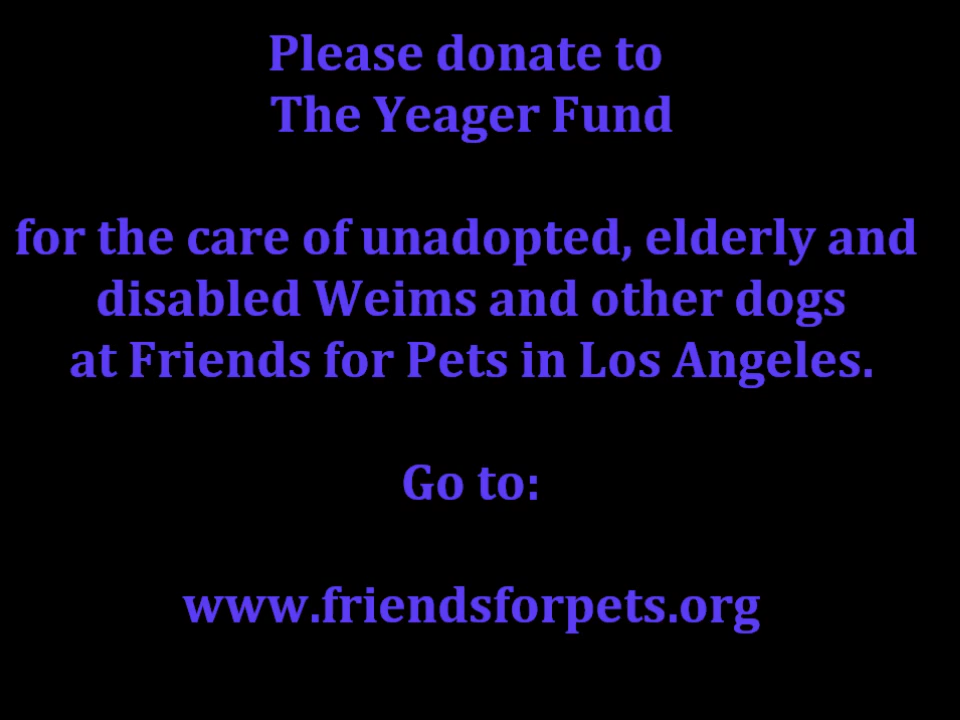 Please donate to
The Yeager Fund
for the care of unadopted, elderly and
disabled Weims and other dogs
at Friends for Pets in Los Angeles.
Go to:
www.friendsforpets.org